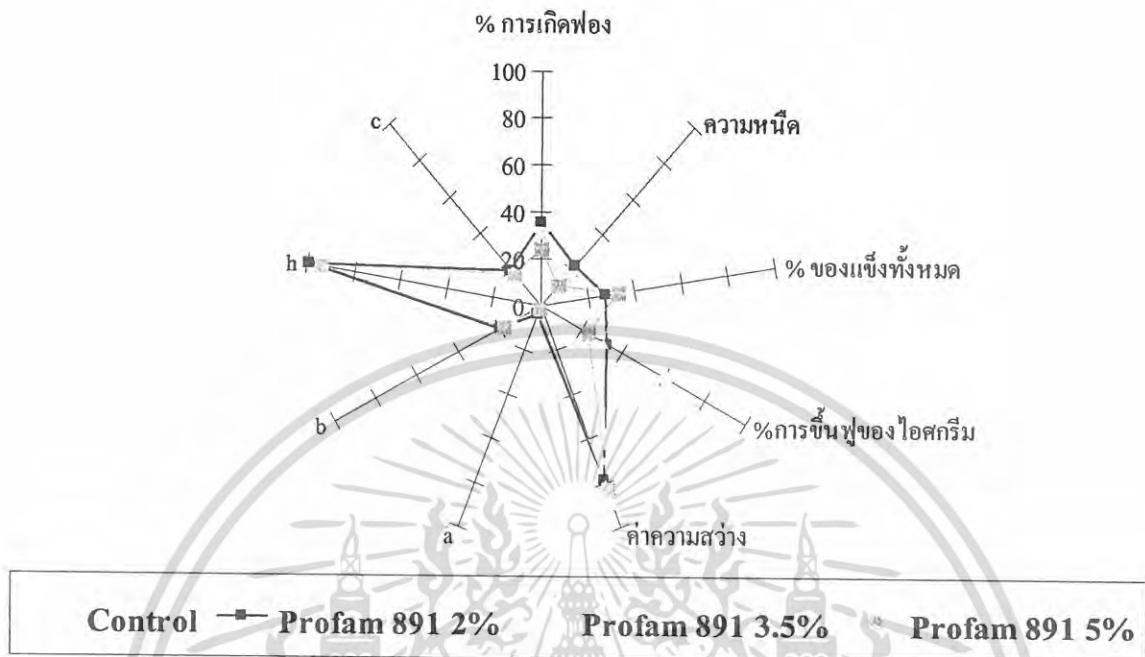 % การเกิดฟอง
100
80
60
40
20
0
ความหนืด
% ของแข็งทั้งหมด
%การขึ้นฟูของไอศกรีม
ค่าความสว่าง
a
b
h
c
Control Profam 891 2% Profam 891 3.5% Profam 891 5%